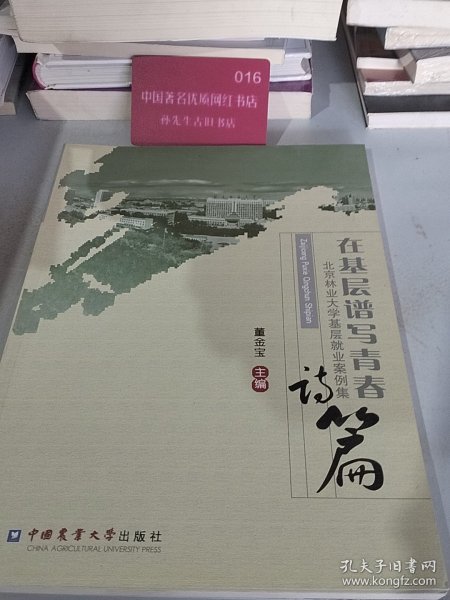 016
中国著名优质网红书店
孙先生古旧书店
在基层谱写青春
诗篇
北京林业大学基层就业案例集
Zaijiceng Puxie Qingchun Shipian
董金宝
主编
中国农业大学出版社
CHINA AGRICULTURAL UNIVERSITY PRESS
孔夫子旧书网
www.kongfz.com